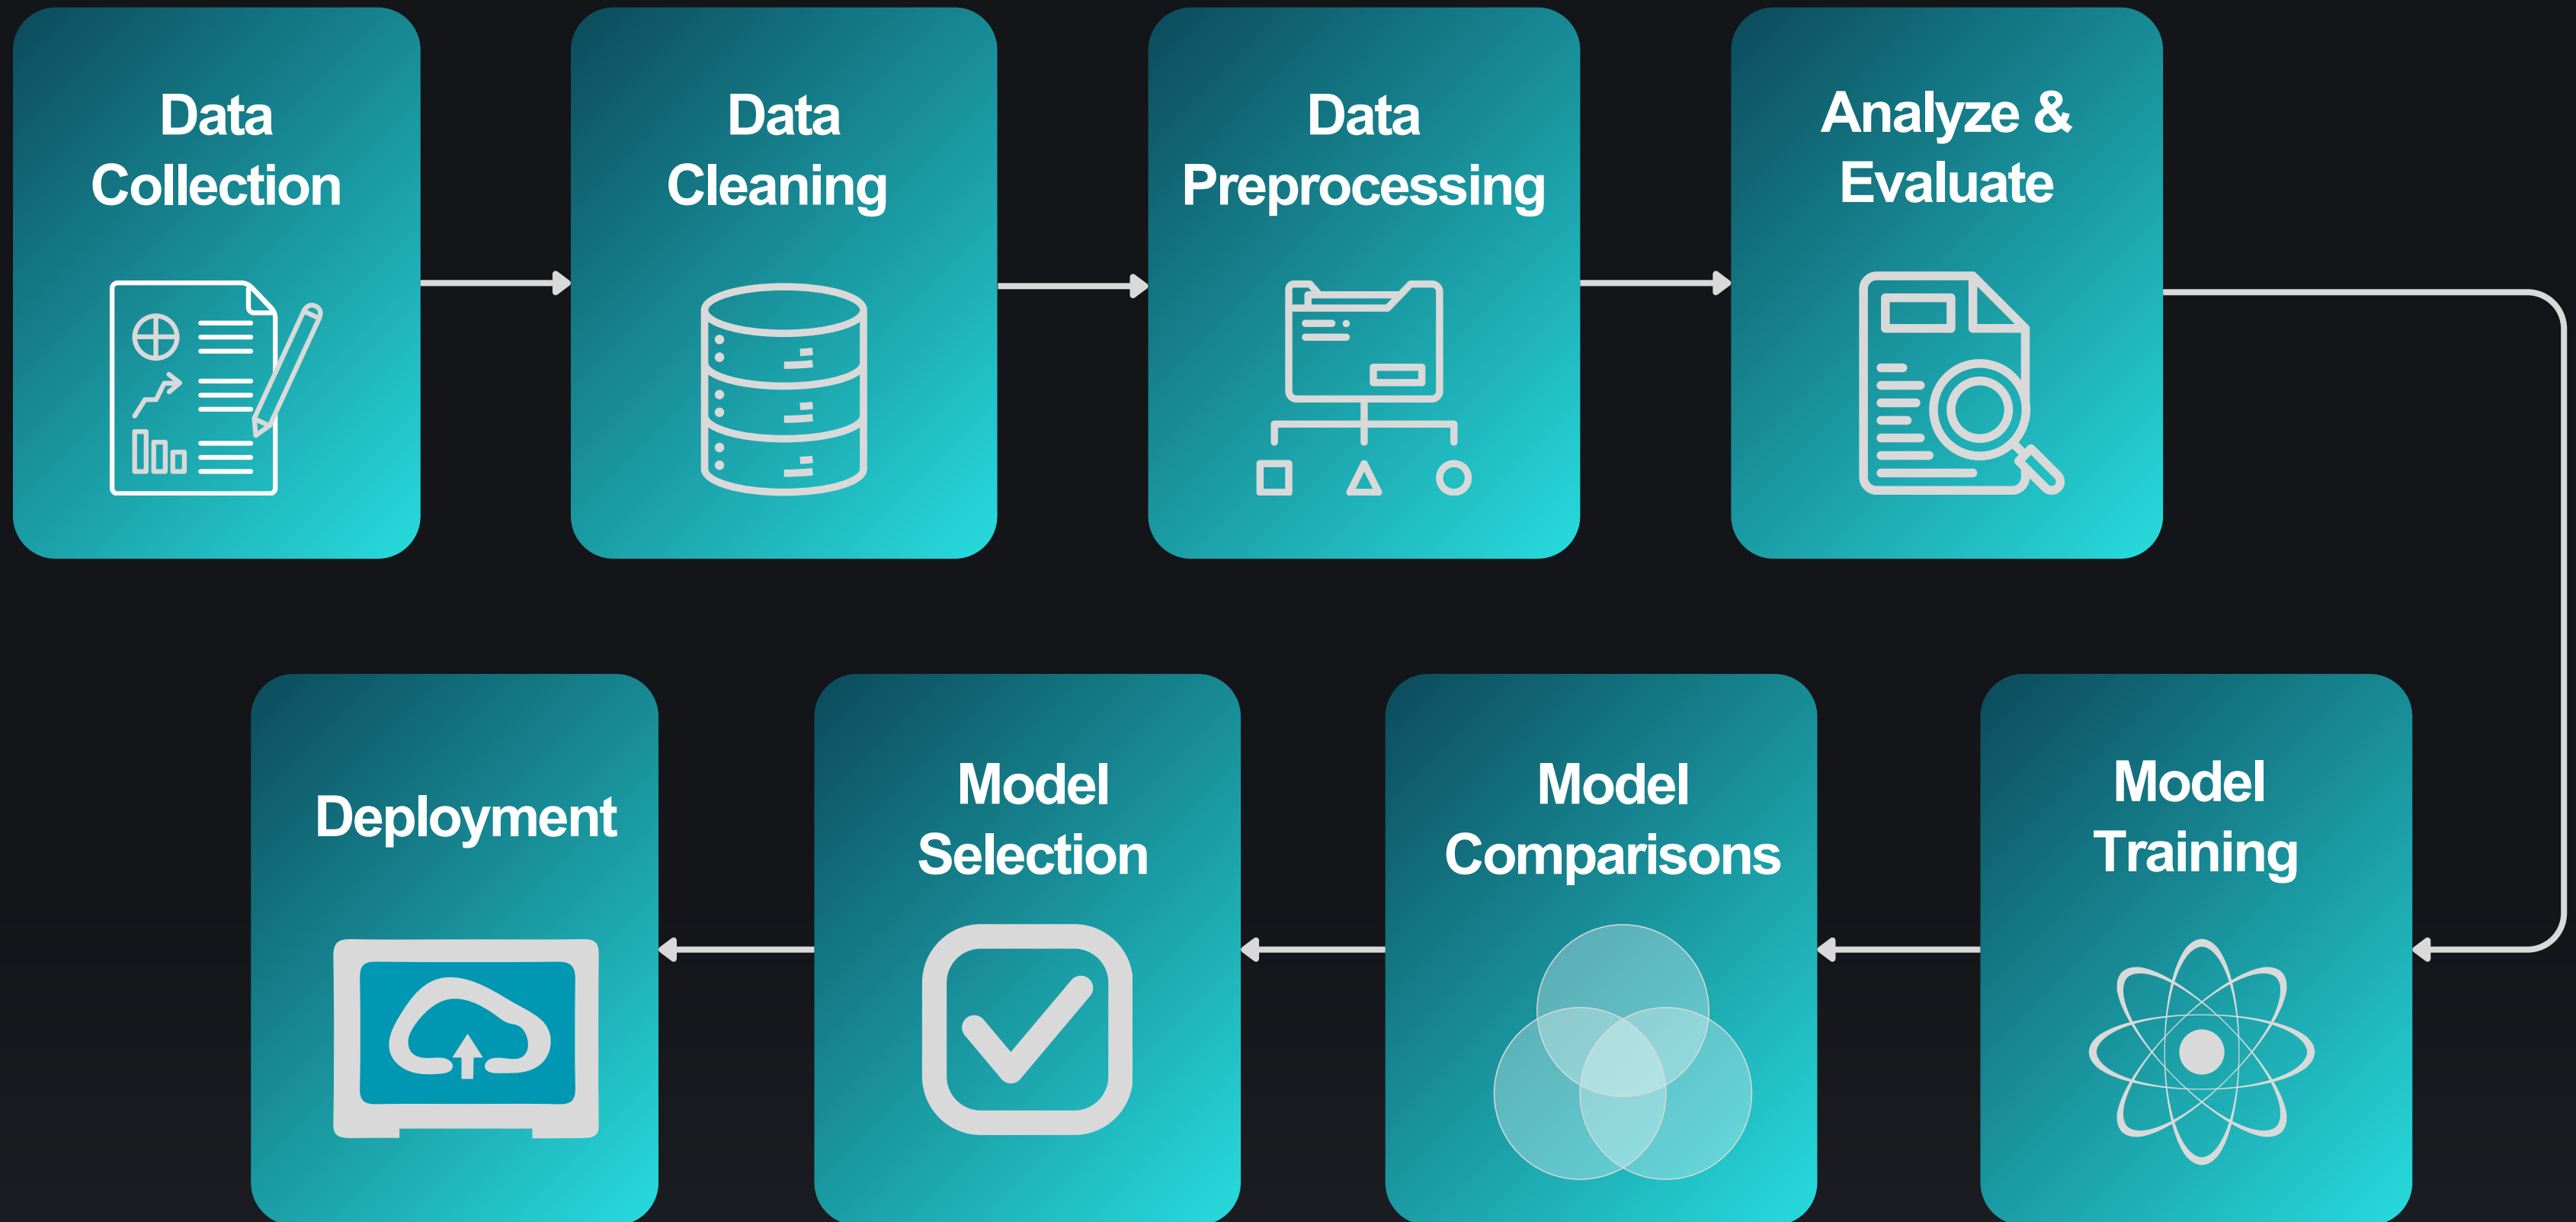 Data
Collection
Data
Cleaning
Data
Preprocessing
Analyze &
Evaluate
Model
Training
Model
Comparisons
Model
Selection
Deployment